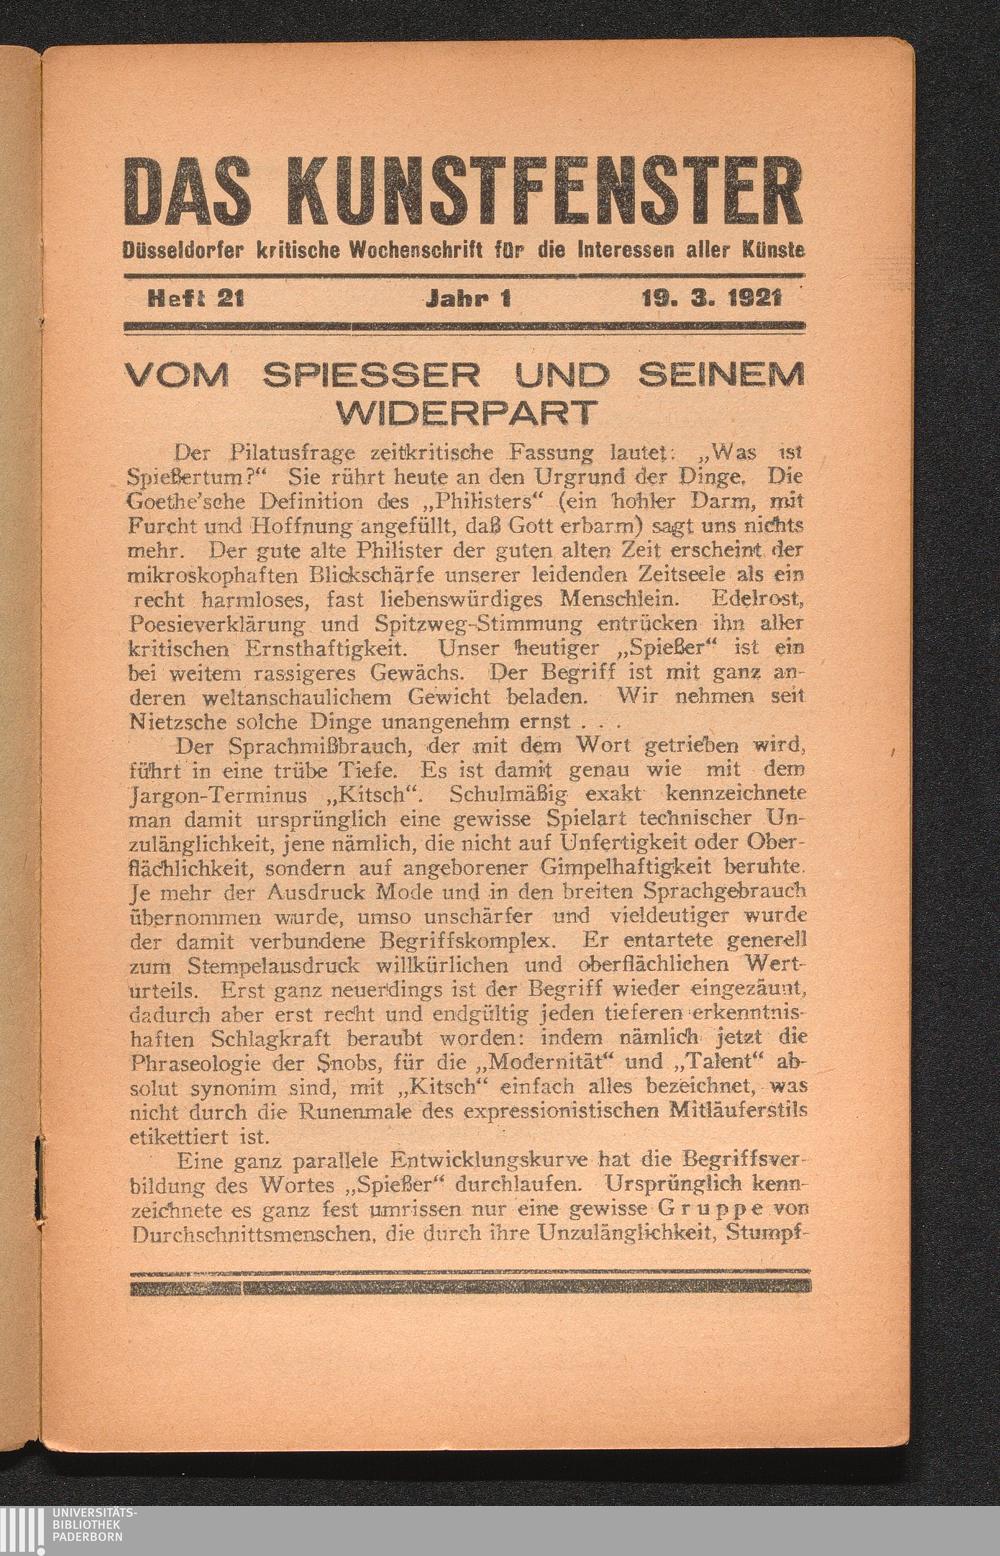 DAS KUNSTFENSTER
Düsseldorfer kritische Wochenschrift für die Interessen aller Künste
Heft 21 Jahr 1 19. 3. 1921
VOM SPIESSER UND SEINEM
WIDERPART
Der Pilatusfrage zeitkritische Fassung lautet: „Was ist
Spießertum?“ Sie rührt heute an den Urgrund der Dinge. Die
Goethe'sche Definition des „Philisters“ (ein hohler Darm, mit
Furcht und Hoffnung angefüllt, daß Gott erbarm) sagt uns nichts
mehr. Der gute alte Philister der guten alten Zeit erscheint der
mikroskophaften Blickschärfe unserer leidenden Zeitseele als ein
recht harmloses, fast liebenswürdiges Menschlein. Edelrost,
Poesieverklärung und Spitzweg-Stimmung entrücken ihn aller
kritischen Ernsthaftigkeit. Unser heutiger „Spießer“ ist ein
bei weitem rassigeres Gewächs. Der Begriff ist mit ganz an-
deren weltanschaulichem Gewicht beladen. Wir nehmen seit
Nietzsche solche Dinge unangenehm ernst . . .
Der Sprachmißbrauch, der mit dem Wort getrieben wird,
führt in eine trübe Tiefe. Es ist damit genau wie mit dem
Jargon-Terminus „Kitsch“. Schulmäßig exakt kennzeichnete
man damit ursprünglich eine gewisse Spielart technischer Un-
zulänglichkeit, jene nämlich, die nicht auf Unfertigkeit oder Ober-
flächlichkeit, sondern auf angeborener Gimpelhaftigkeit beruhte.
Je mehr der Ausdruck Mode und in den breiten Sprachgebrauch
übernommen wurde, umso unschärfer und vieldeutiger wurde
der damit verbundene Begriffskomplex. Er entartete generell
zum Stempelausdruck willkürlichen und oberflächlichen Wert-
urteils. Erst ganz neuerdings ist der Begriff wieder eingezäunt,
dadurch aber erst recht und endgültig jeden tieferen erkenntnis-
haften Schlagkraft beraubt worden: indem nämlich jetzt die
Phraseologie der Snobs, für die „Modernität“ und „Talent“ ab-
solut synonim sind, mit „Kitsch“ einfach alles bezeichnet, was
nicht durch die Runenmale des expressionistischen Mitläuferstils
etikettiert ist.
Eine ganz parallele Entwicklungskurve hat die Begriffsver-
bildung des Wortes „Spießer“ durchlaufen. Ursprünglich kenn-
zeichnete es ganz fest umrissen nur eine gewisse Gruppe von
Durchschnittsmenschen, die durch ihre Unzulänglichkeit, Stumpf-
UNIVERSITÄTS-
BIBLIOTHEK
PADERBORN